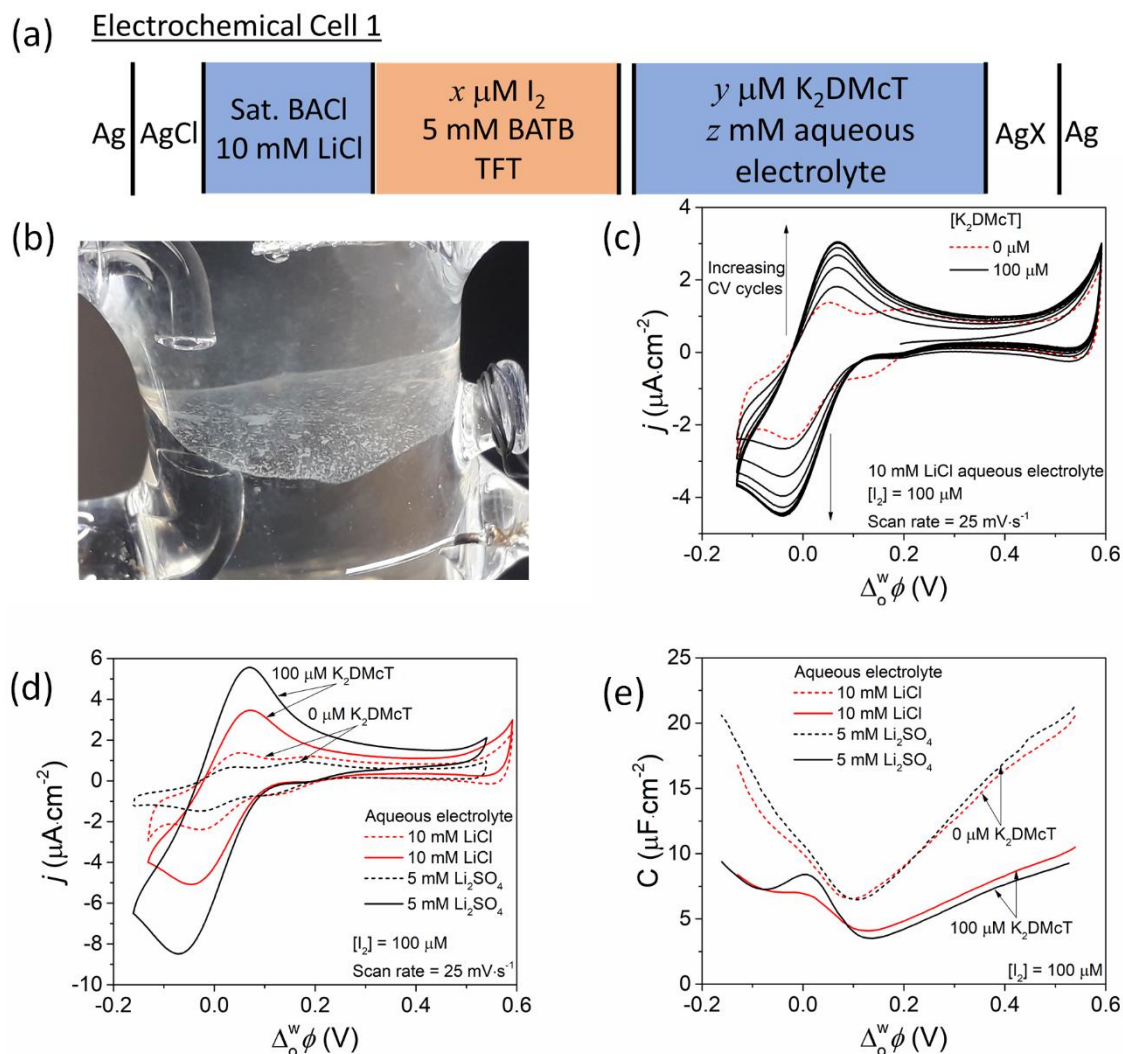 (a) Electrochemical Cell 1
Ag
AgCl
Sat. BACl
10 mM LiCl
x μM I₂
5 mM BATB
TFT
y μM K₂DMcT
z mM aqueous
electrolyte
AgX
Ag
(b)
(c)
4
2
0
-2
-4
j (μA·cm⁻²)
Increasing
CV cycles
[K₂DMcT]
0 μM
100 μM
10 mM LiCl aqueous electrolyte
[I₂] = 100 μM
Scan rate = 25 mV·s⁻¹
-0.2 0.0 0.2 0.4 0.6
Δ
w
o
ϕ (V)
(d)
6
4
2
0
-2
-4
-6
-8
-10
j (μA·cm⁻²)
100 μM K₂DMcT
0 μM K₂DMcT
Aqueous electrolyte
10 mM LiCl
10 mM LiCl
5 mM Li₂SO₄
5 mM Li₂SO₄
[I₂] = 100 μM
Scan rate = 25 mV·s⁻¹
-0.2 0.0 0.2 0.4 0.6
Δ
w
o
ϕ (V)
(e)
25
20
15
10
5
0
C (μF·cm⁻²)
Aqueous electrolyte
10 mM LiCl
10 mM LiCl
5 mM Li₂SO₄
5 mM Li₂SO₄
0 μM K₂DMcT
100 μM K₂DMcT
[I₂] = 100 μM
-0.2 0.0 0.2 0.4 0.6
Δ
w
o
ϕ (V)